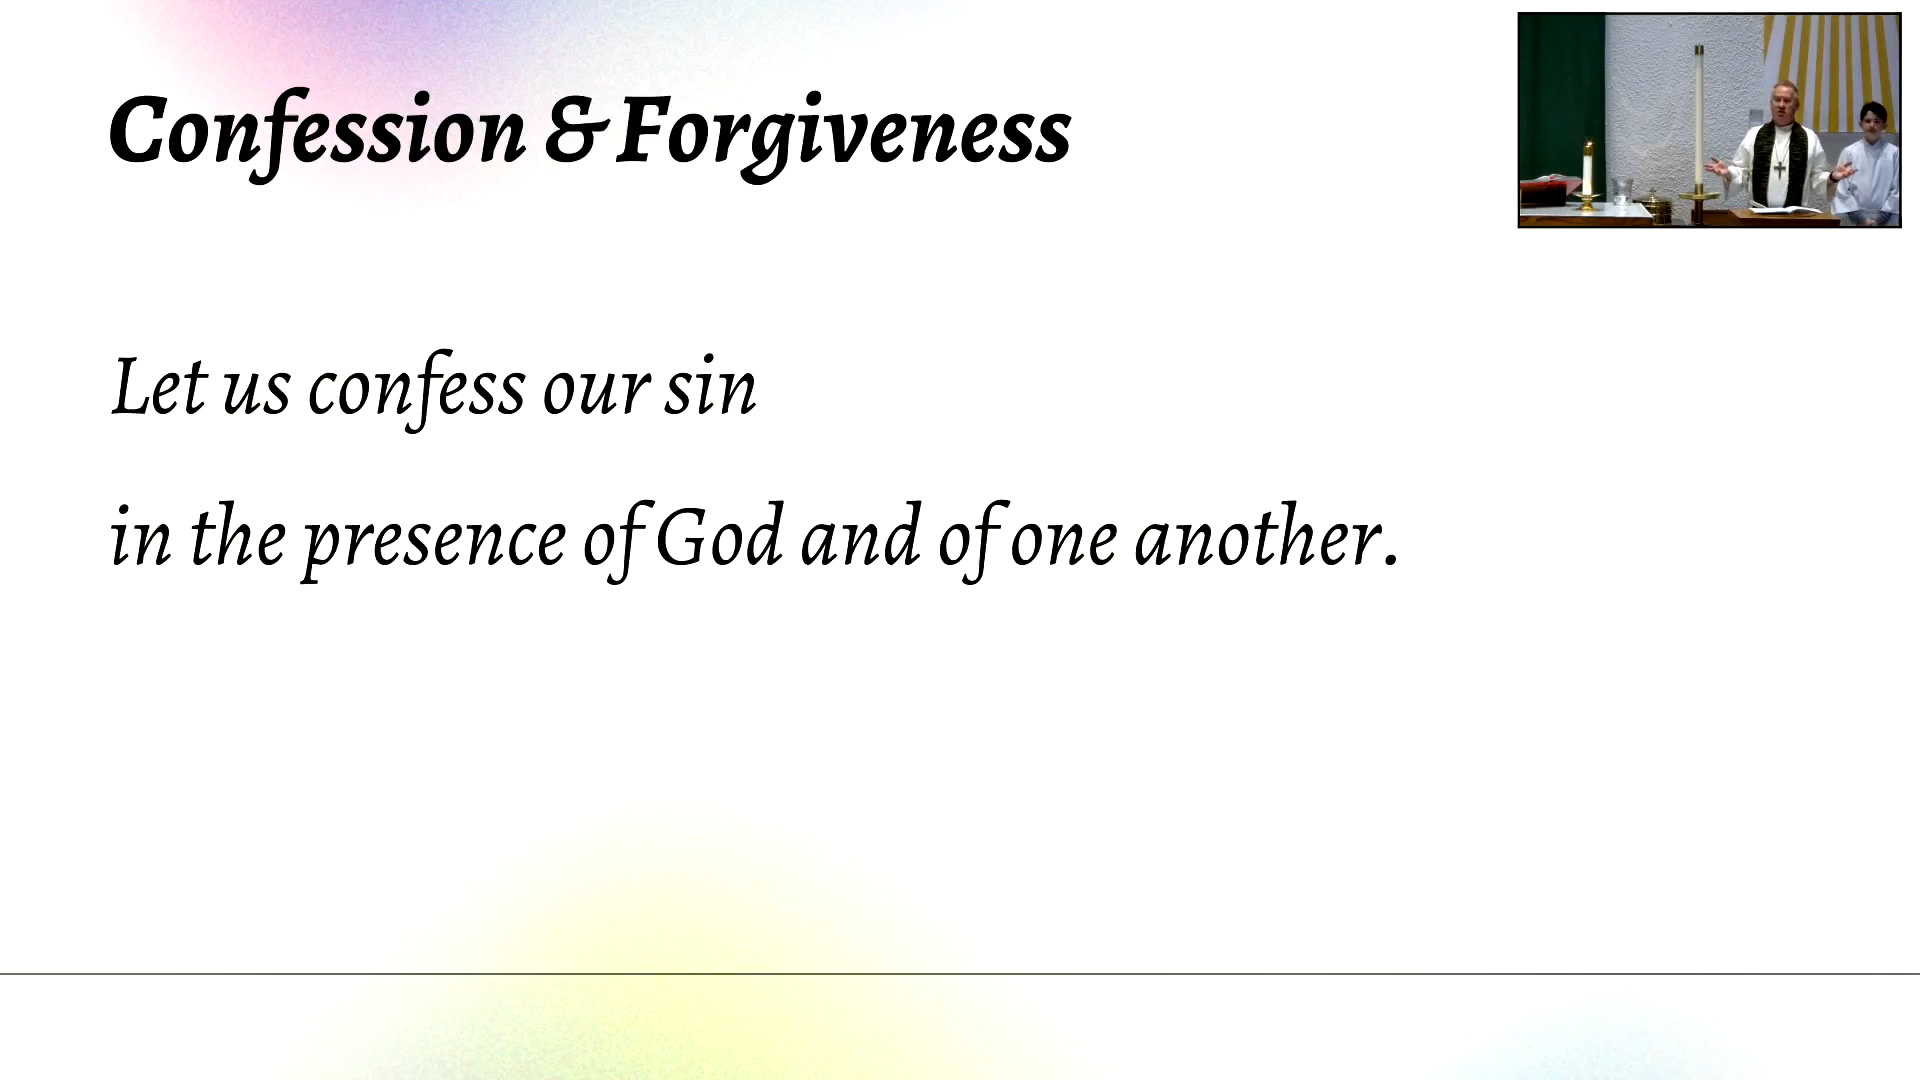 Confession & Forgiveness
Let us confess our sin
in the presence of God and of one another.